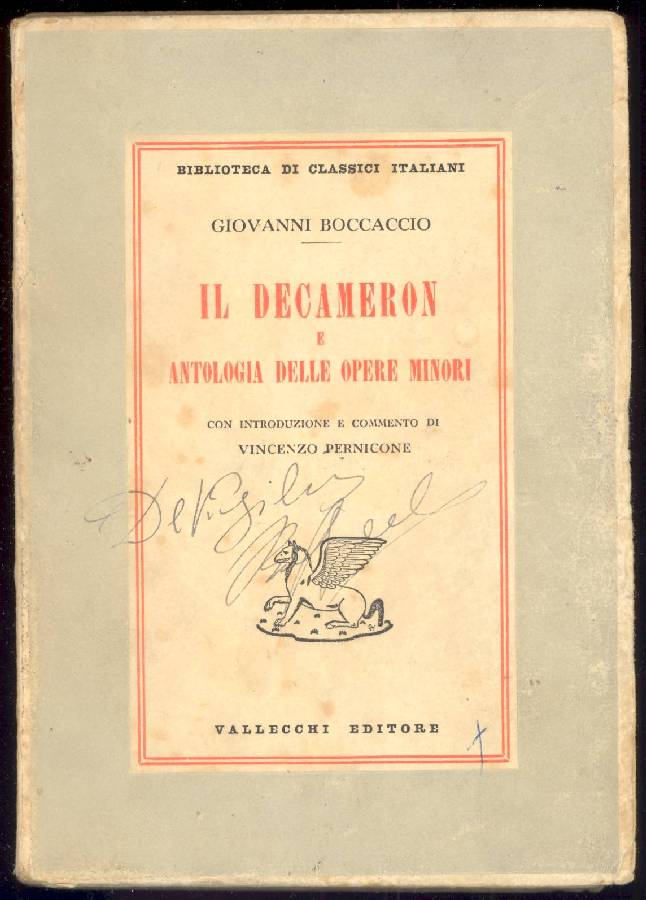 BIBLIOTECA DI CLASSICI ITALIANI
GIOVANNI BOCCACCIO
IL DECAMERON
E
ANTOLOGIA DELLE OPERE MINORI
CON INTRODUZIONE E COMMENTO DI
VINCENZO PERNICONE
VALLECCHI EDITORE